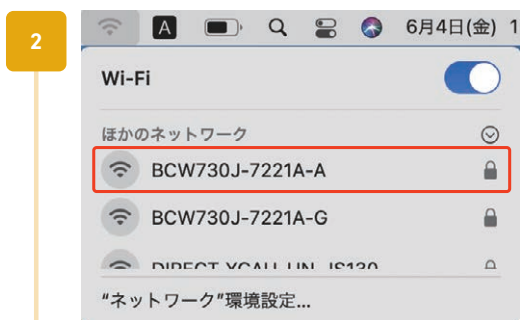 2
A
6月4日(金) 1
Wi-Fi
ほかのネットワーク
BCW730J-7221A-A
BCW730J-7221A-G
“ネットワーク”環境設定...